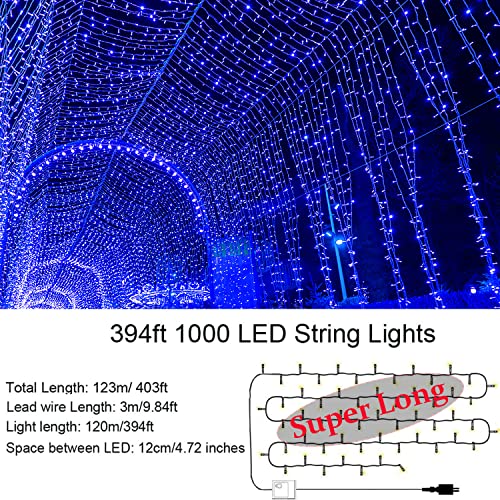 394ft 1000 LED String Lights
Total Length: 123m/ 403ft
Lead wire Length: 3m/9.84ft
Light length: 120m/394ft
Space between LED: 12cm/4.72 inches
Super Long